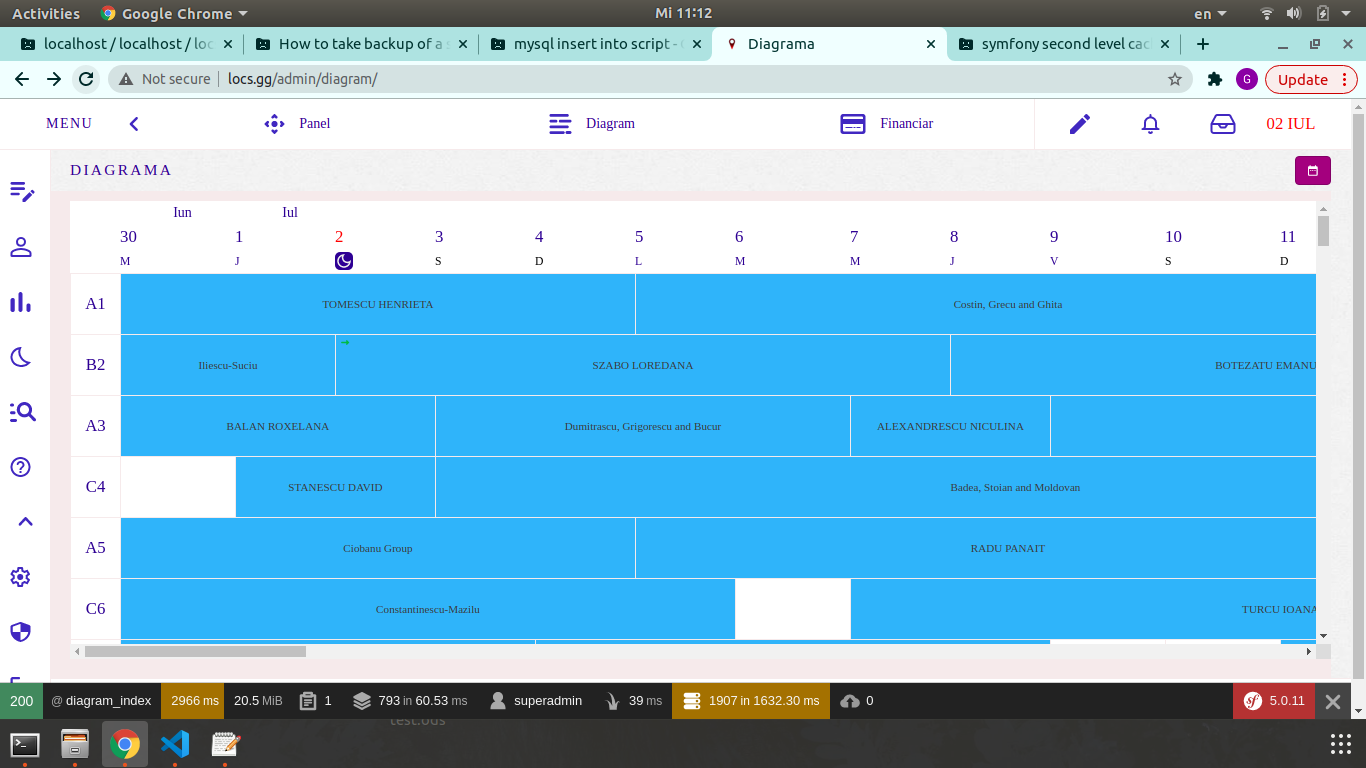 Activities Google Chrome Mi 11:12 en
localhost / localhost / loc How to take backup of a s mysql insert into script - Diagrama symfony second level cac
Not secure locs.gg/admin/diagram/ G Update
MENU Panel Diagram Financiar 02 IUL
DIAGRAMA
Iun Iul
30 1 2 3 4 5 6 7 8 9 10 11
M J S D L M M J V S D
A1 TOMESCU HENRIETA Costin, Grecu and Ghita
B2 Iliescu-Suciu SZABO LOREDANA BOTEZATU EMANU
A3 BALAN ROXELANA Dumitrascu, Grigorescu and Bucur ALEXANDRESCU NICULINA
C4 STANESCU DAVID Badea, Stoian and Moldovan
A5 Ciobanu Group RADU PANAIT
C6 Constantinescu-Mazilu TURCU IOANA
200 @ diagram_index 2966 ms 20.5 MiB 1 793 in 60.53 ms superadmin 39 ms 1907 in 1632.30 ms 0 sf 5.0.11
test.ods